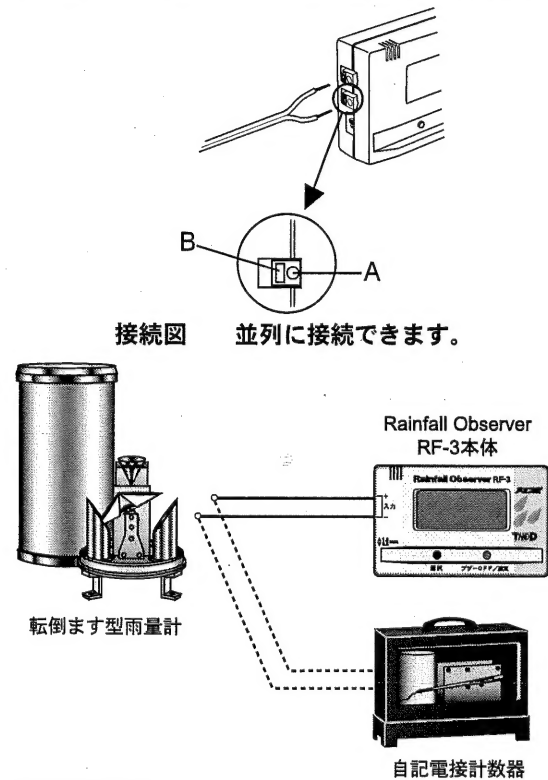 B
A
接続図 並列に接続できます。
Rainfall Observer
RF-3本体
Rainfall Observer RF-3
+
入力
-
T&D
転倒ます型雨量計
自記電接計数器